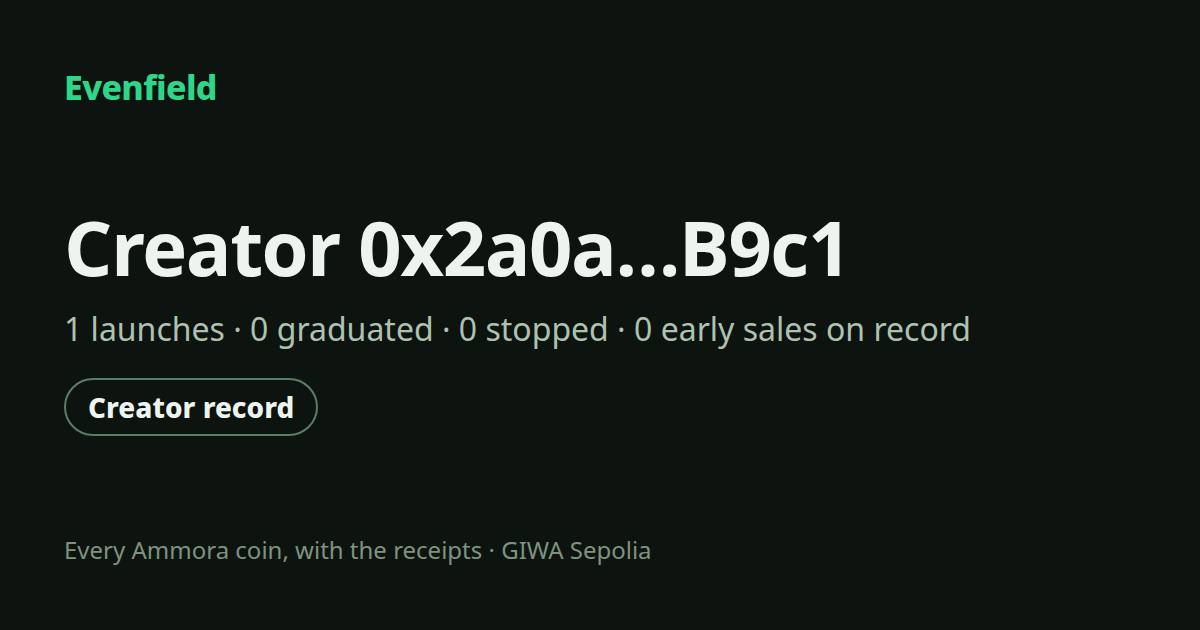 Evenfield
Creator 0x2a0a…B9c1
1 launches · 0 graduated · 0 stopped · 0 early sales on record
Creator record
Every Ammora coin, with the receipts · GIWA Sepolia